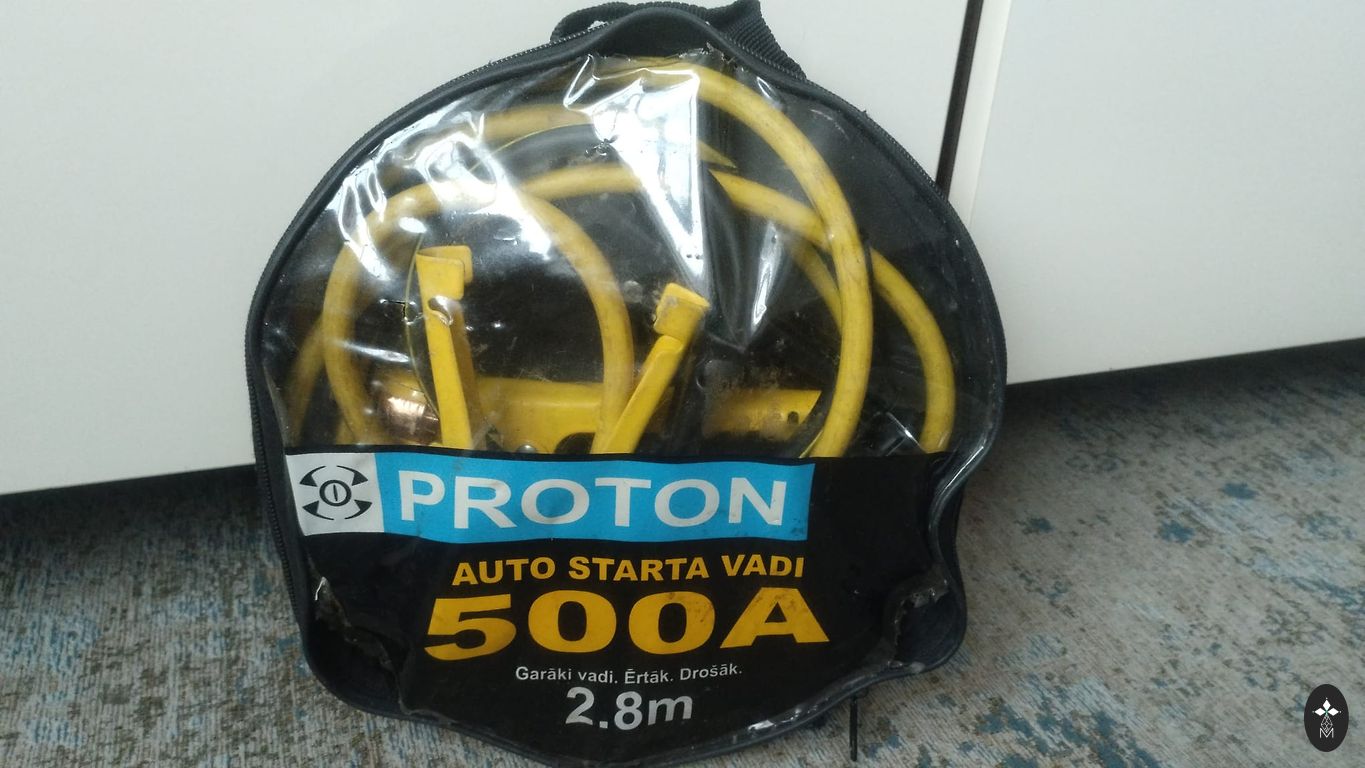 PROTON
AUTO STARTA VADI
500A
Garāki vadi. Ērtāk. Drošāk.
2.8m
M